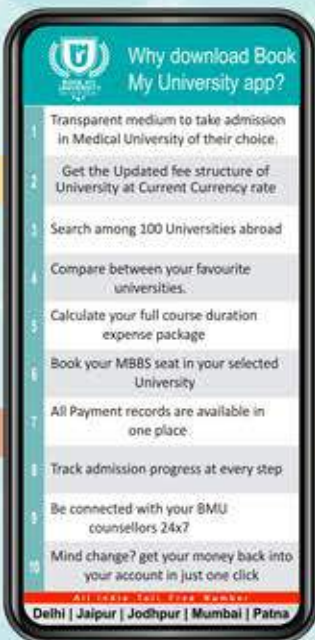 Why download Book
My University app?
BOOK MY
UNIVERSITY
1 Transparent medium to take admission
in Medical University of their choice.
2 Get the Updated fee structure of
University at Current Currency rate
3 Search among 100 Universities abroad
4 Compare between your favourite
universities.
5 Calculate your full course duration
expense package
6 Book your MBBS seat in your selected
University
7 All Payment records are available in
one place
8 Track admission progress at every step
9 Be connected with your BMU
counsellors 24x7
10 Mind change? get your money back into
your account in just one click
All India Toll Free Number
Delhi | Jaipur | Jodhpur | Mumbai | Patna